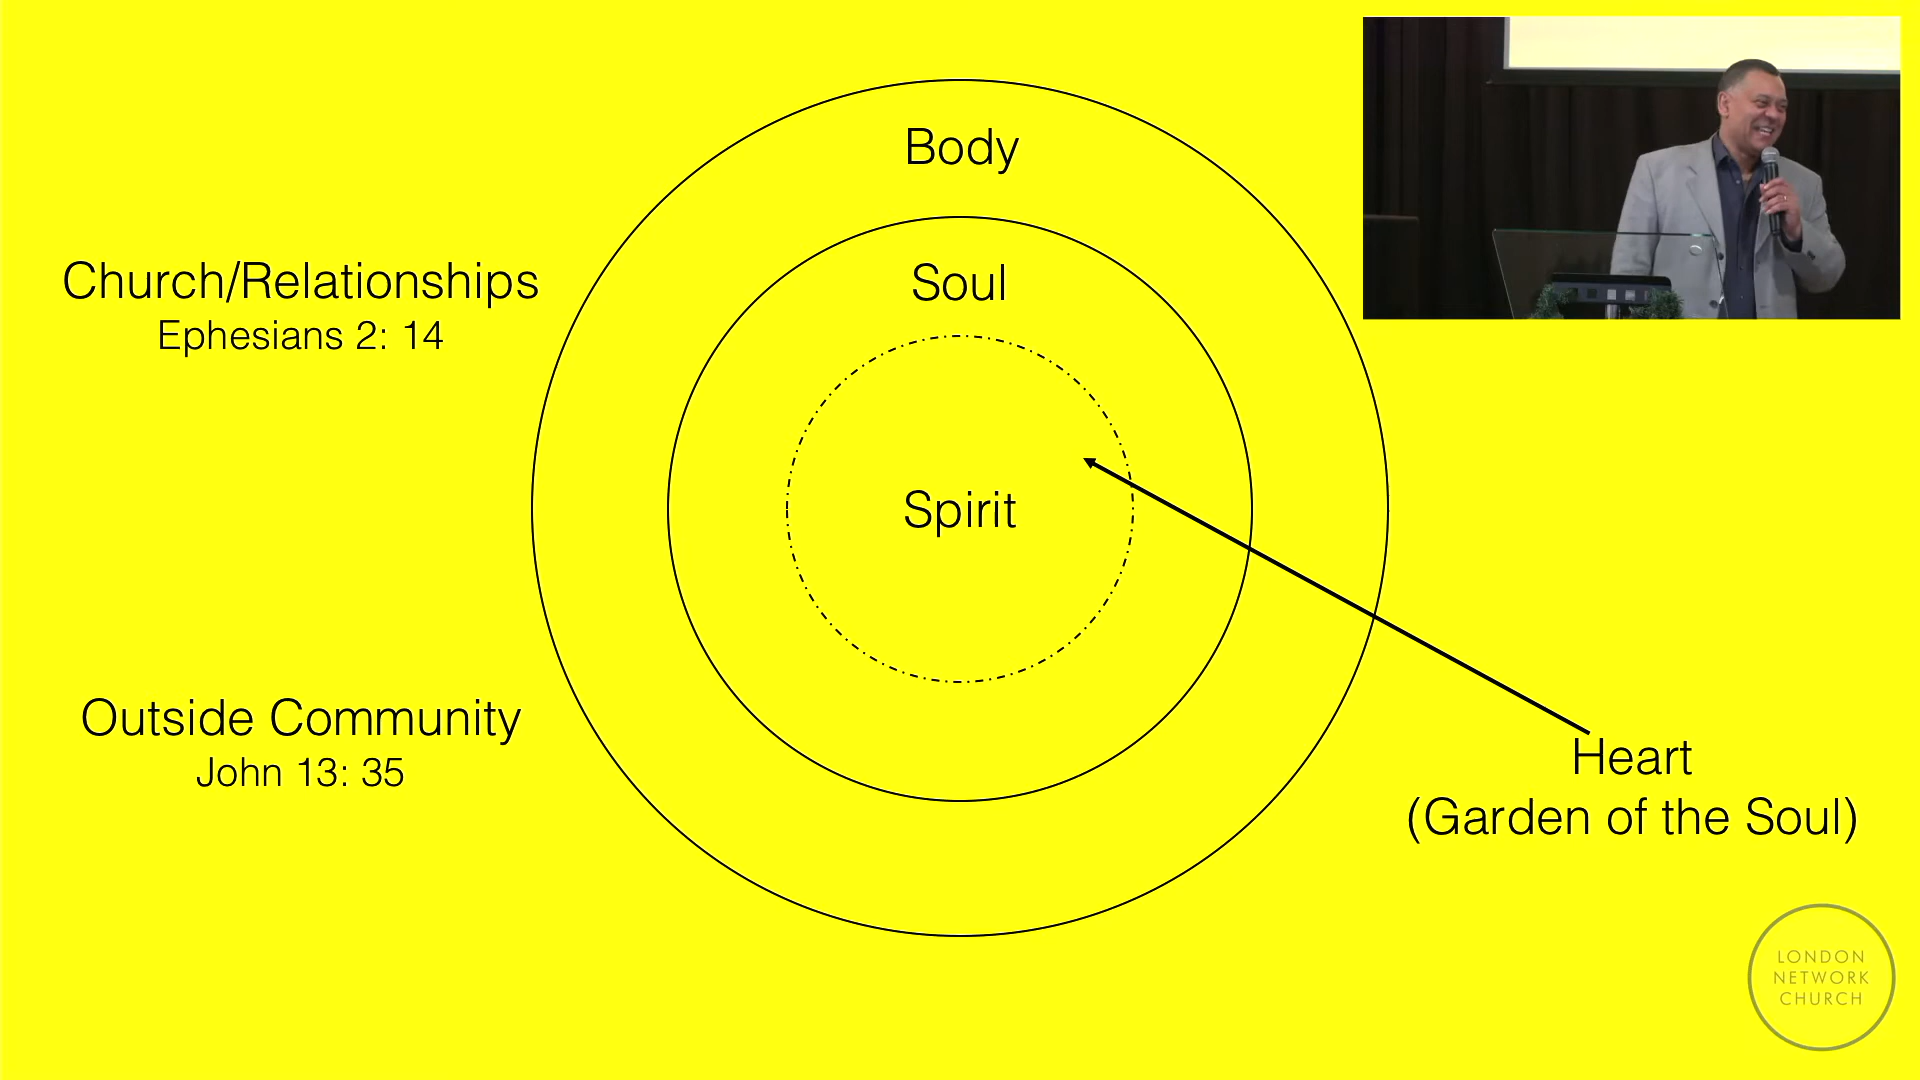 Body
Soul
Church/Relationships
Ephesians 2: 14
Spirit
Outside Community
John 13: 35
Heart
(Garden of the Soul)
LONDON
NETWORK
CHURCH